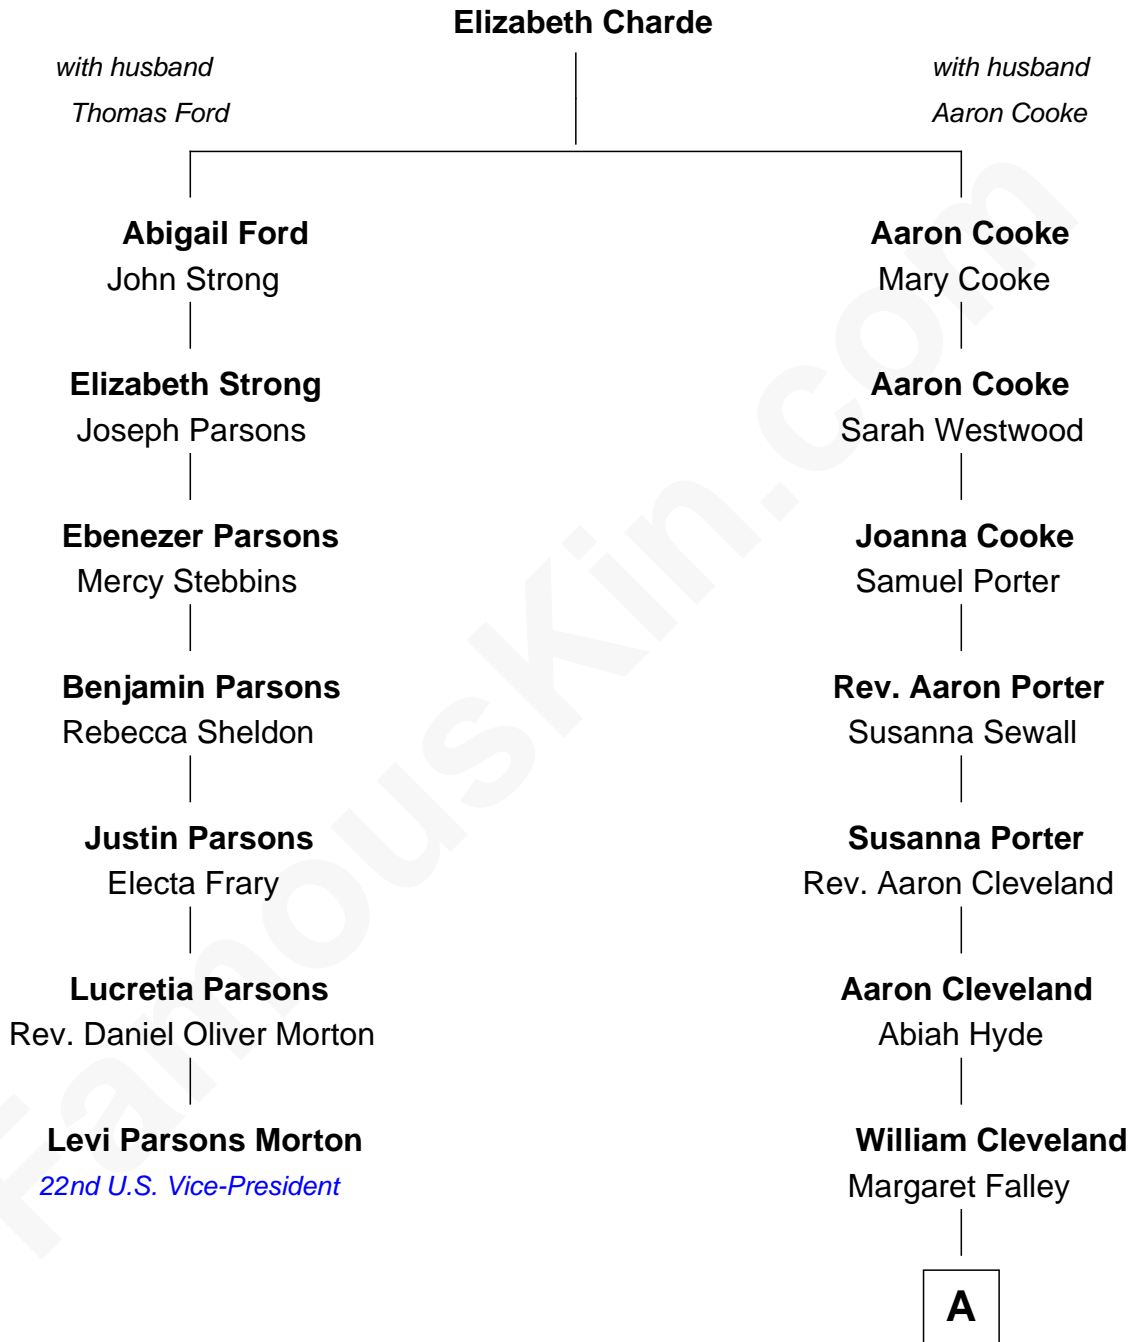 Elizabeth Charde
with husband
Thomas Ford
with husband
Aaron Cooke
Abigail Ford
John Strong
Elizabeth Strong
Joseph Parsons
Ebenezer Parsons
Mercy Stebbins
Benjamin Parsons
Rebecca Sheldon
Justin Parsons
Electa Frary
Lucretia Parsons
Rev. Daniel Oliver Morton
Levi Parsons Morton
22nd U.S. Vice-President
Aaron Cooke
Mary Cooke
Aaron Cooke
Sarah Westwood
Joanna Cooke
Samuel Porter
Rev. Aaron Porter
Susanna Sewall
Susanna Porter
Rev. Aaron Cleveland
Aaron Cleveland
Abiah Hyde
William Cleveland
Margaret Falley
A
FamousKin.com